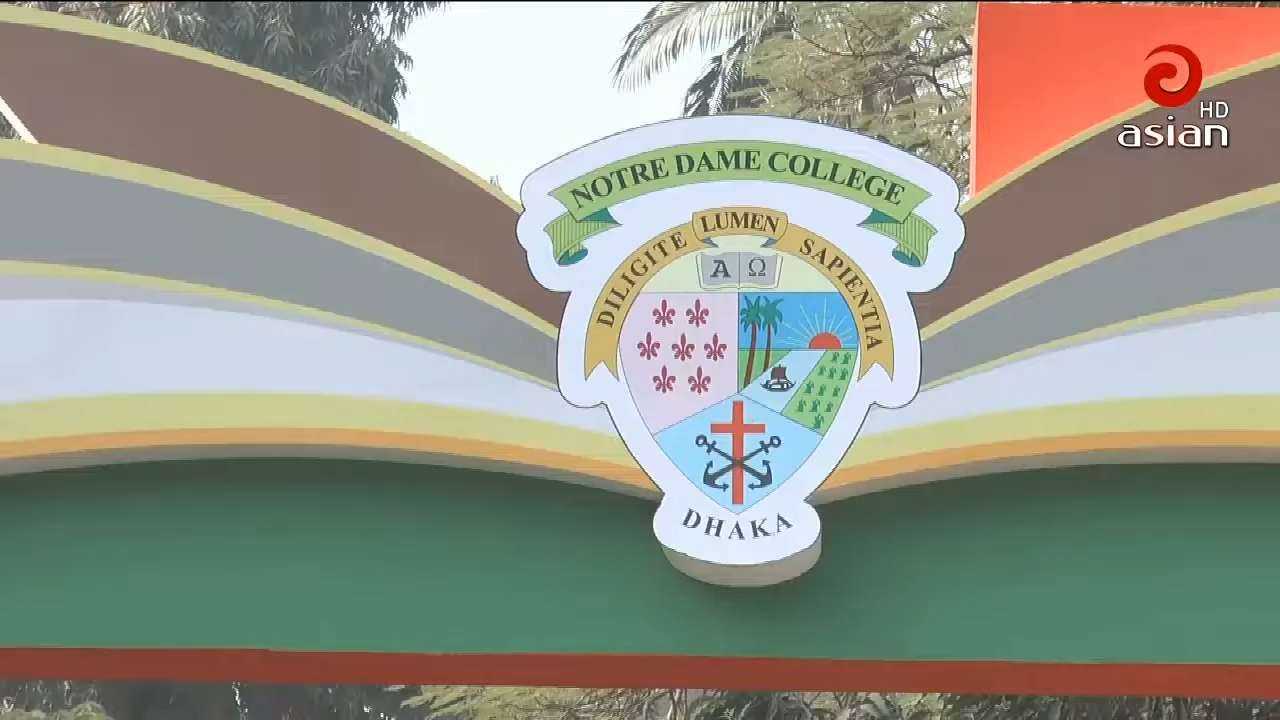 HD
asian
NOTRE DAME COLLEGE
DILIGITE LUMEN SAPIENTIA
Α Ω
DHAKA